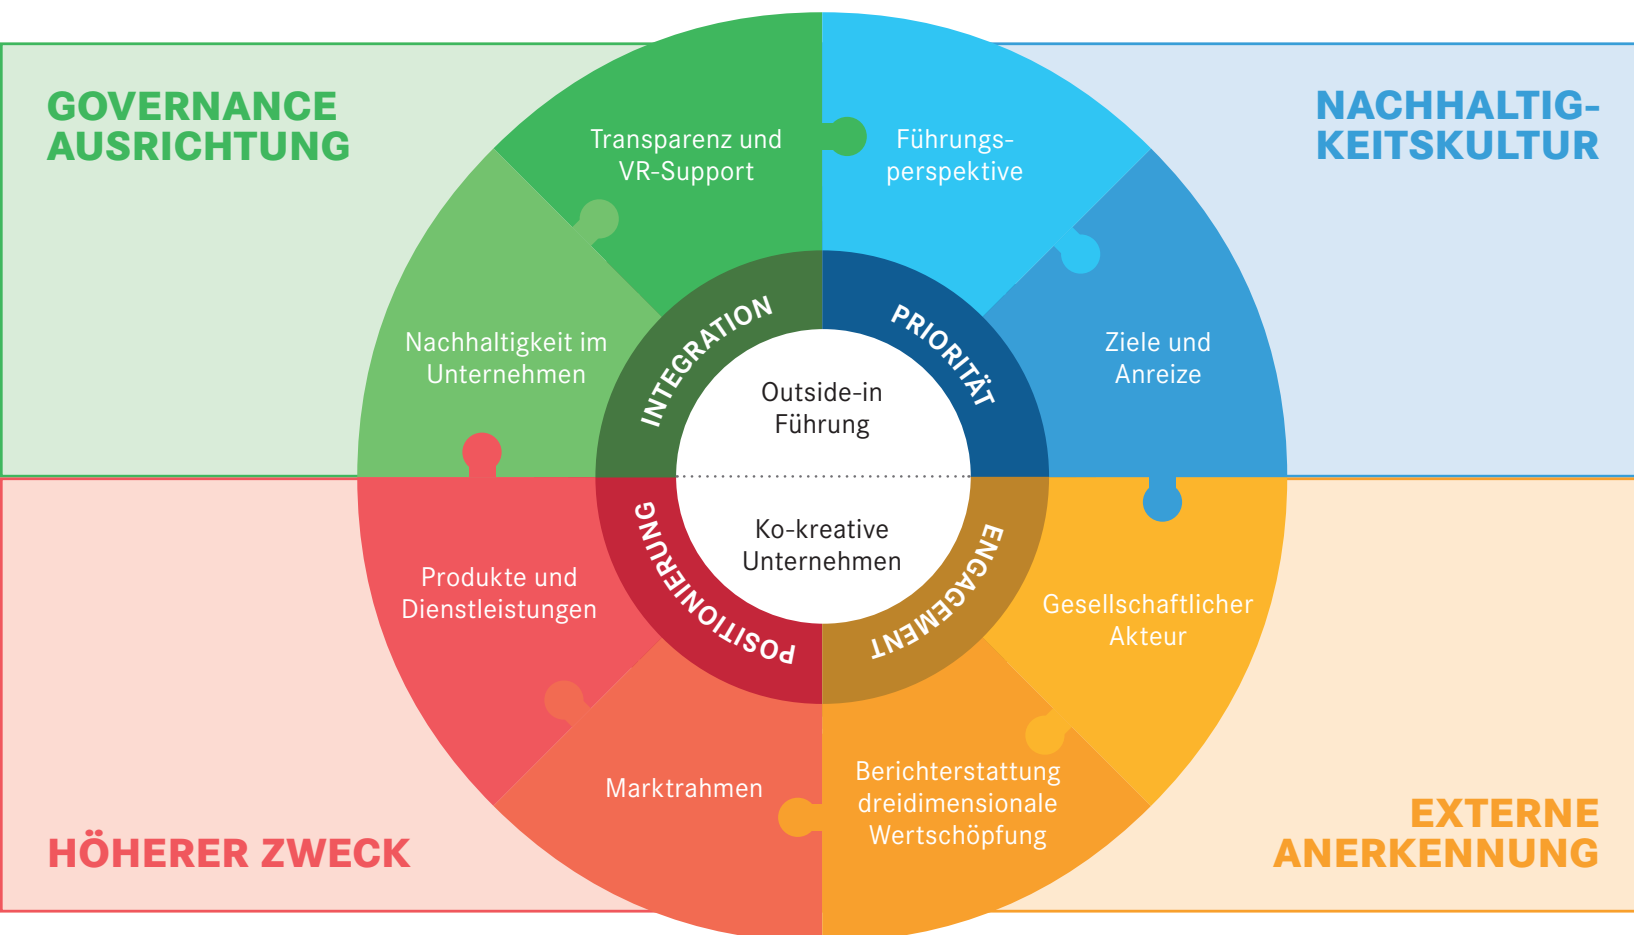 GOVERNANCE
AUSRICHTUNG
NACHHALTIG-
KEITSKULTUR
Transparenz und
VR-Support
Führungs-
perspektive
Nachhaltigkeit im
Unternehmen
Ziele und
Anreize
INTEGRATION
PRIORITÄT
Outside-in
Führung
Ko-kreative
Unternehmen
POSITIONIERUNG
ENGAGEMENT
Produkte und
Dienstleistungen
Gesellschaftlicher
Akteur
Marktrahmen
Berichterstattung
dreidimensionale
Wertschöpfung
HÖHERER ZWECK
EXTERNE
ANERKENNUNG